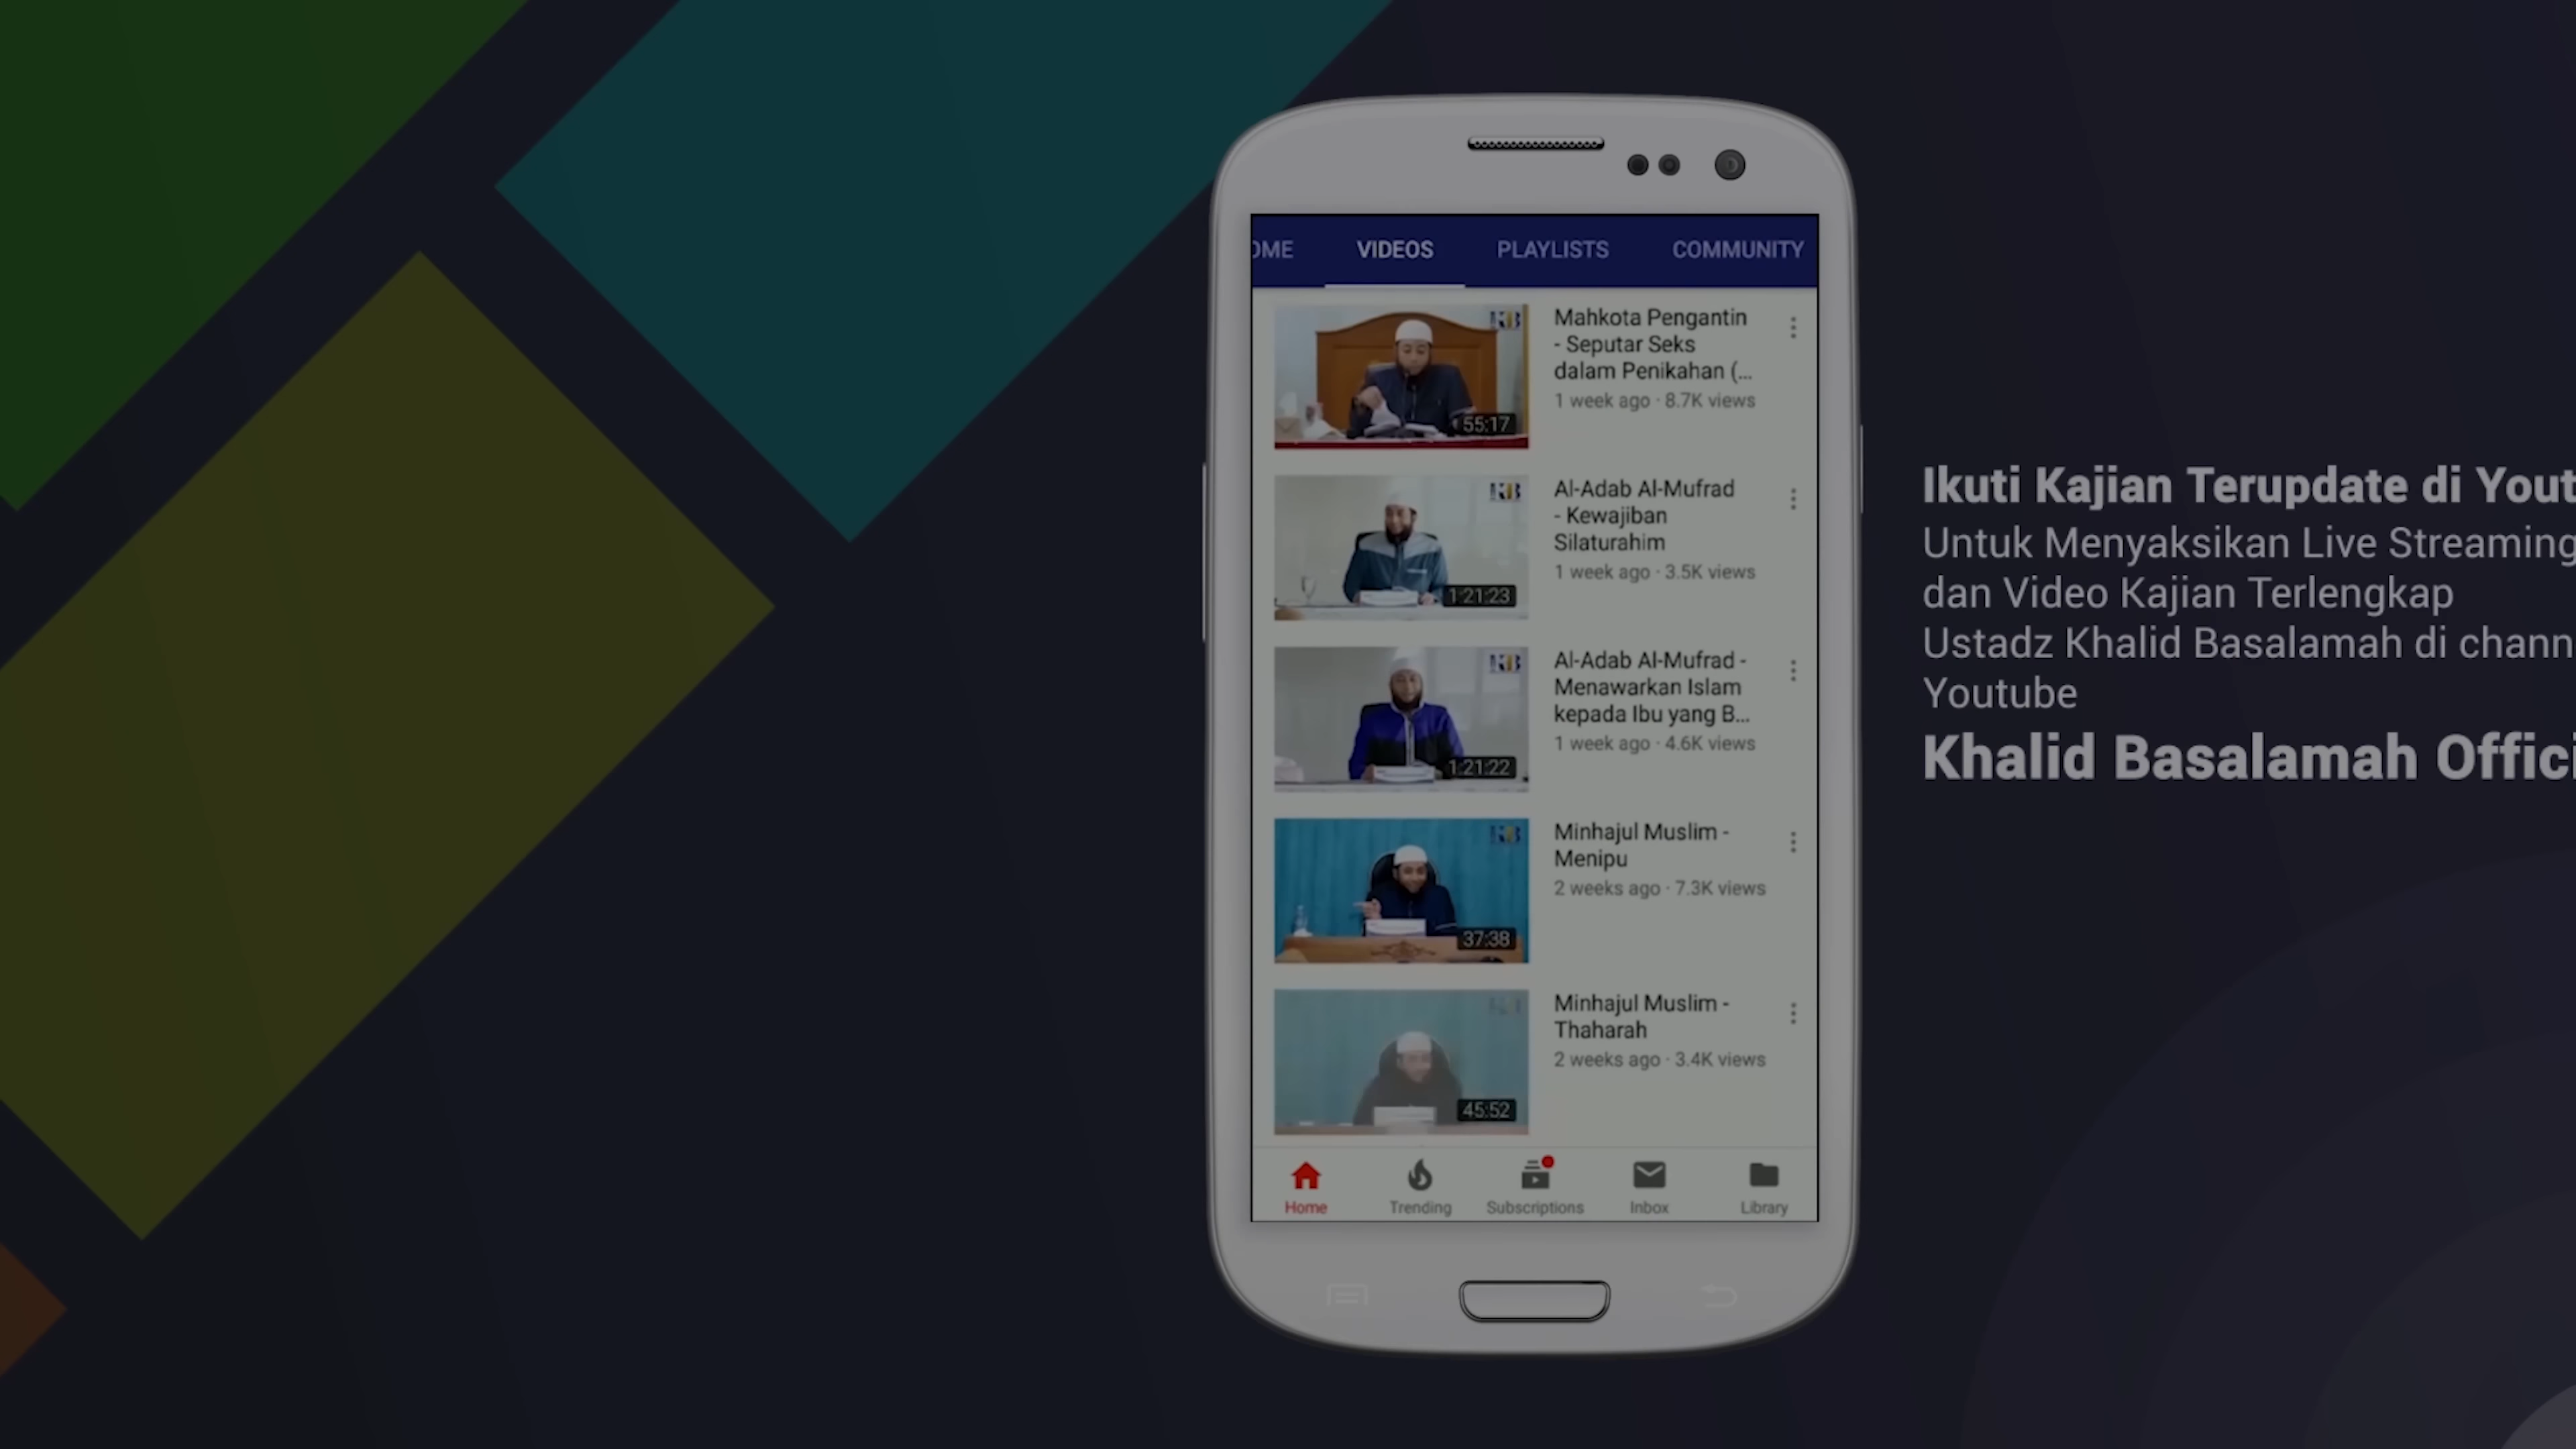 OME VIDEOS PLAYLISTS COMMUNITY
Mahkota Pengantin
- Seputar Seks
dalam Penikahan (...
1 week ago · 8.7K views
55:17
Al-Adab Al-Mufrad
- Kewajiban
Silaturahim
1 week ago · 3.5K views
1:21:23
Al-Adab Al-Mufrad -
Menawarkan Islam
kepada Ibu yang B...
1 week ago · 4.6K views
1:21:22
Minhajul Muslim -
Menipu
2 weeks ago · 7.3K views
37:38
Minhajul Muslim -
Thaharah
2 weeks ago · 3.4K views
45:52
Home Trending Subscriptions Inbox Library
Ikuti Kajian Terupdate di Yout
Untuk Menyaksikan Live Streaming
dan Video Kajian Terlengkap
Ustadz Khalid Basalamah di chann
Youtube
Khalid Basalamah Offici